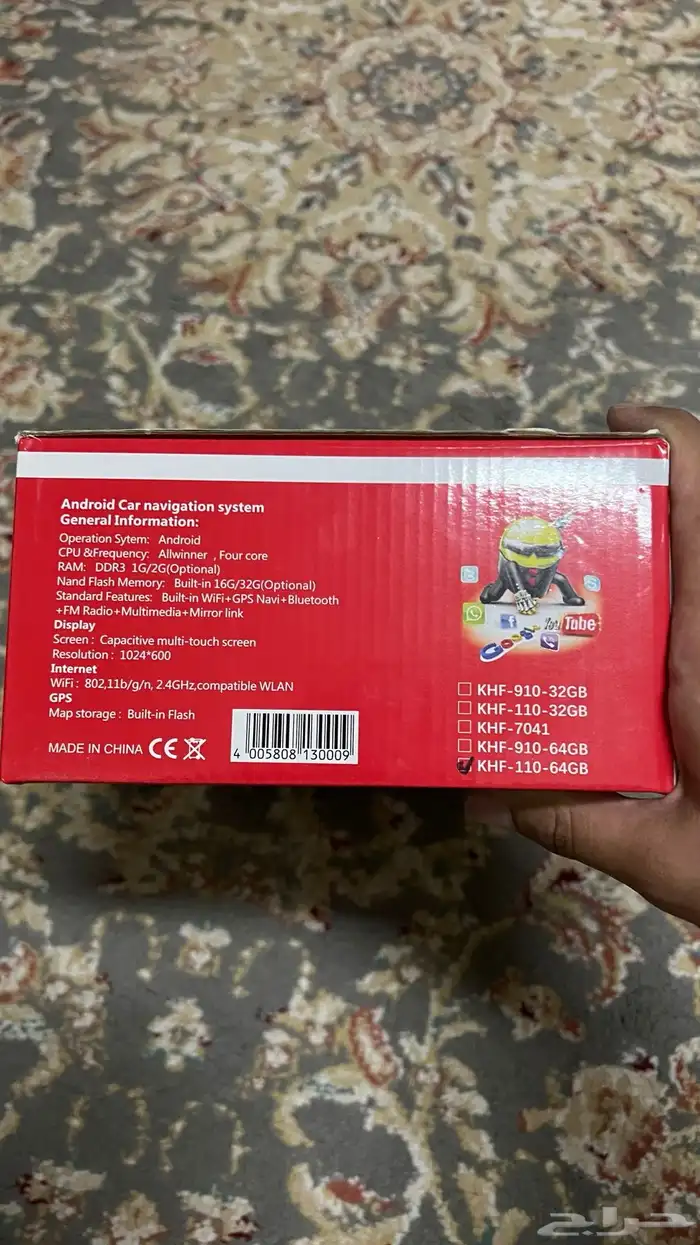 Android Car navigation system
General Information:
Operation Sytem: Android
CPU &Frequency: Allwinner , Four core
RAM: DDR3 1G/2G(Optional)
Nand Flash Memory: Built-in 16G/32G(Optional)
Standard Features: Built-in WiFi+GPS Navi+Bluetooth
+FM Radio+Multimedia+Mirror link
Display
Screen : Capacitive multi-touch screen
Resolution : 1024*600
Internet
WiFi : 802,11b/g/n, 2.4GHz,compatible WLAN
GPS
Map storage : Built-in Flash
MADE IN CHINA CE
4 005808 130009
You Tube
Google
KHF-910-32GB
KHF-110-32GB
KHF-7041
KHF-910-64GB
KHF-110-64GB
حراج